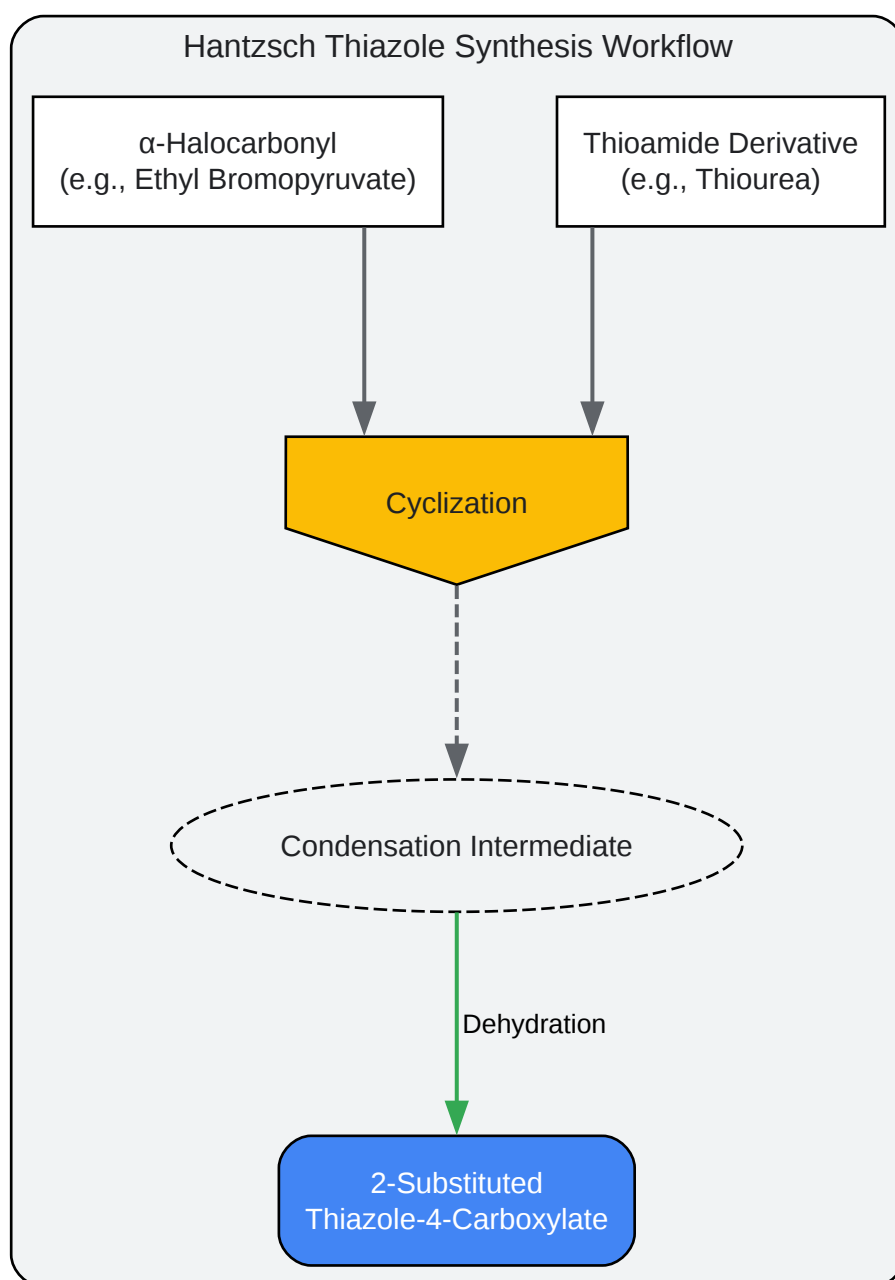 Hantzsch Thiazole Synthesis Workflow
α-Halocarbonyl
(e.g., Ethyl Bromopyruvate)
Thioamide Derivative
(e.g., Thiourea)
Cyclization
Condensation Intermediate
Dehydration
2-Substituted
Thiazole-4-Carboxylate